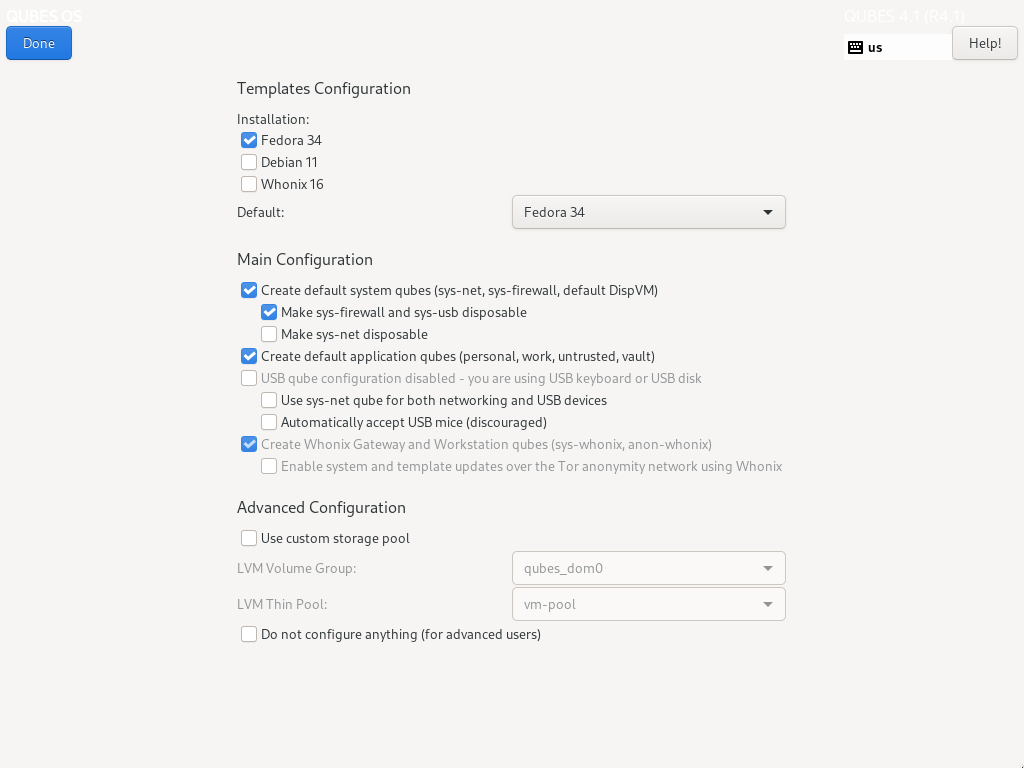 QUBES OS
QUBES 4.1 (R4.1)
Done
us
Help!
Templates Configuration
Installation:
Fedora 34
Debian 11
Whonix 16
Default:
Fedora 34
Main Configuration
Create default system qubes (sys-net, sys-firewall, default DispVM)
Make sys-firewall and sys-usb disposable
Make sys-net disposable
Create default application qubes (personal, work, untrusted, vault)
USB qube configuration disabled - you are using USB keyboard or USB disk
Use sys-net qube for both networking and USB devices
Automatically accept USB mice (discouraged)
Create Whonix Gateway and Workstation qubes (sys-whonix, anon-whonix)
Enable system and template updates over the Tor anonymity network using Whonix
Advanced Configuration
Use custom storage pool
LVM Volume Group:
qubes_dom0
LVM Thin Pool:
vm-pool
Do not configure anything (for advanced users)